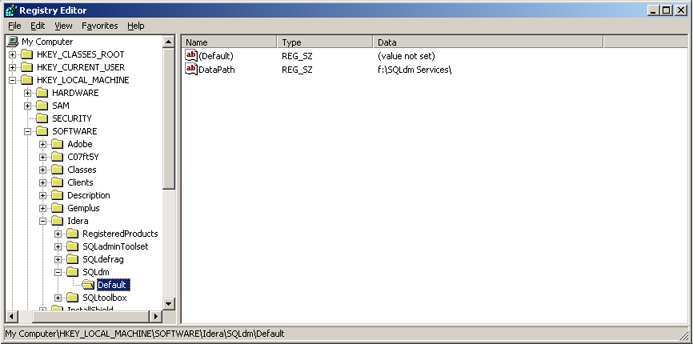 Registry Editor
File Edit View Favorites Help
My Computer
HKEY_CLASSES_ROOT
HKEY_CURRENT_USER
HKEY_LOCAL_MACHINE
HARDWARE
SAM
SECURITY
SOFTWARE
Adobe
C07ft5Y
Classes
Clients
Description
Gemplus
Idera
RegisteredProducts
SQLadminToolset
SQLdefrag
SQLdm
Default
SQLtoolbox
InstallShield
Name Type Data
ab (Default) REG_SZ (value not set)
ab DataPath REG_SZ f:\SQLdm Services\
My Computer\HKEY_LOCAL_MACHINE\SOFTWARE\Idera\SQLdm\Default